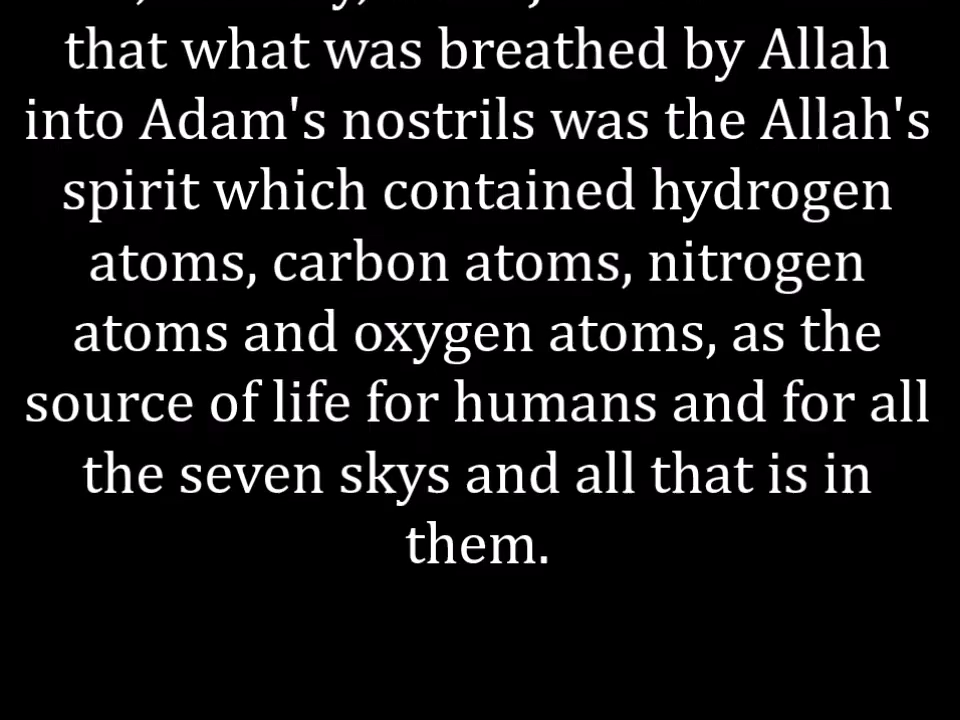 that what was breathed by Allah
into Adam's nostrils was the Allah's
spirit which contained hydrogen
atoms, carbon atoms, nitrogen
atoms and oxygen atoms, as the
source of life for humans and for all
the seven skys and all that is in
them.